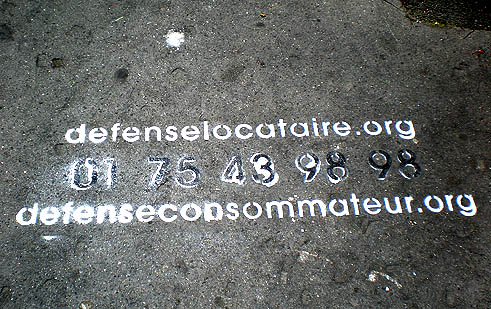 defenselocataire.org
01 75 43 98 98
defenseconsommateur.org